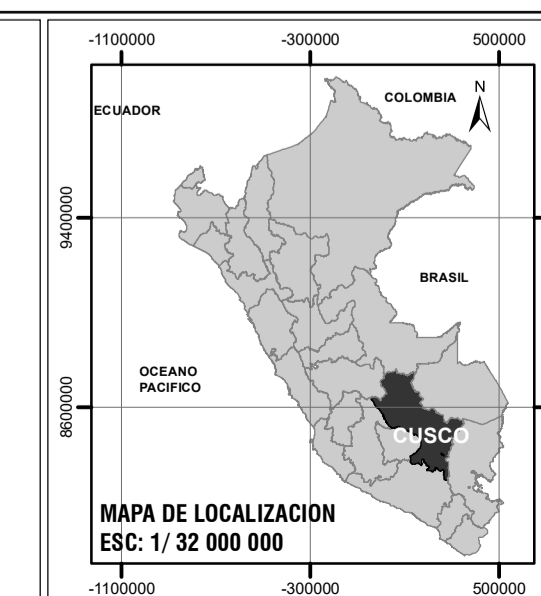 -1100000 -300000 500000
ECUADOR
COLOMBIA
N
9400000
BRASIL
OCEANO
PACIFICO
8600000
CUSCO
MAPA DE LOCALIZACION
ESC: 1/ 32 000 000
-1100000 -300000 500000